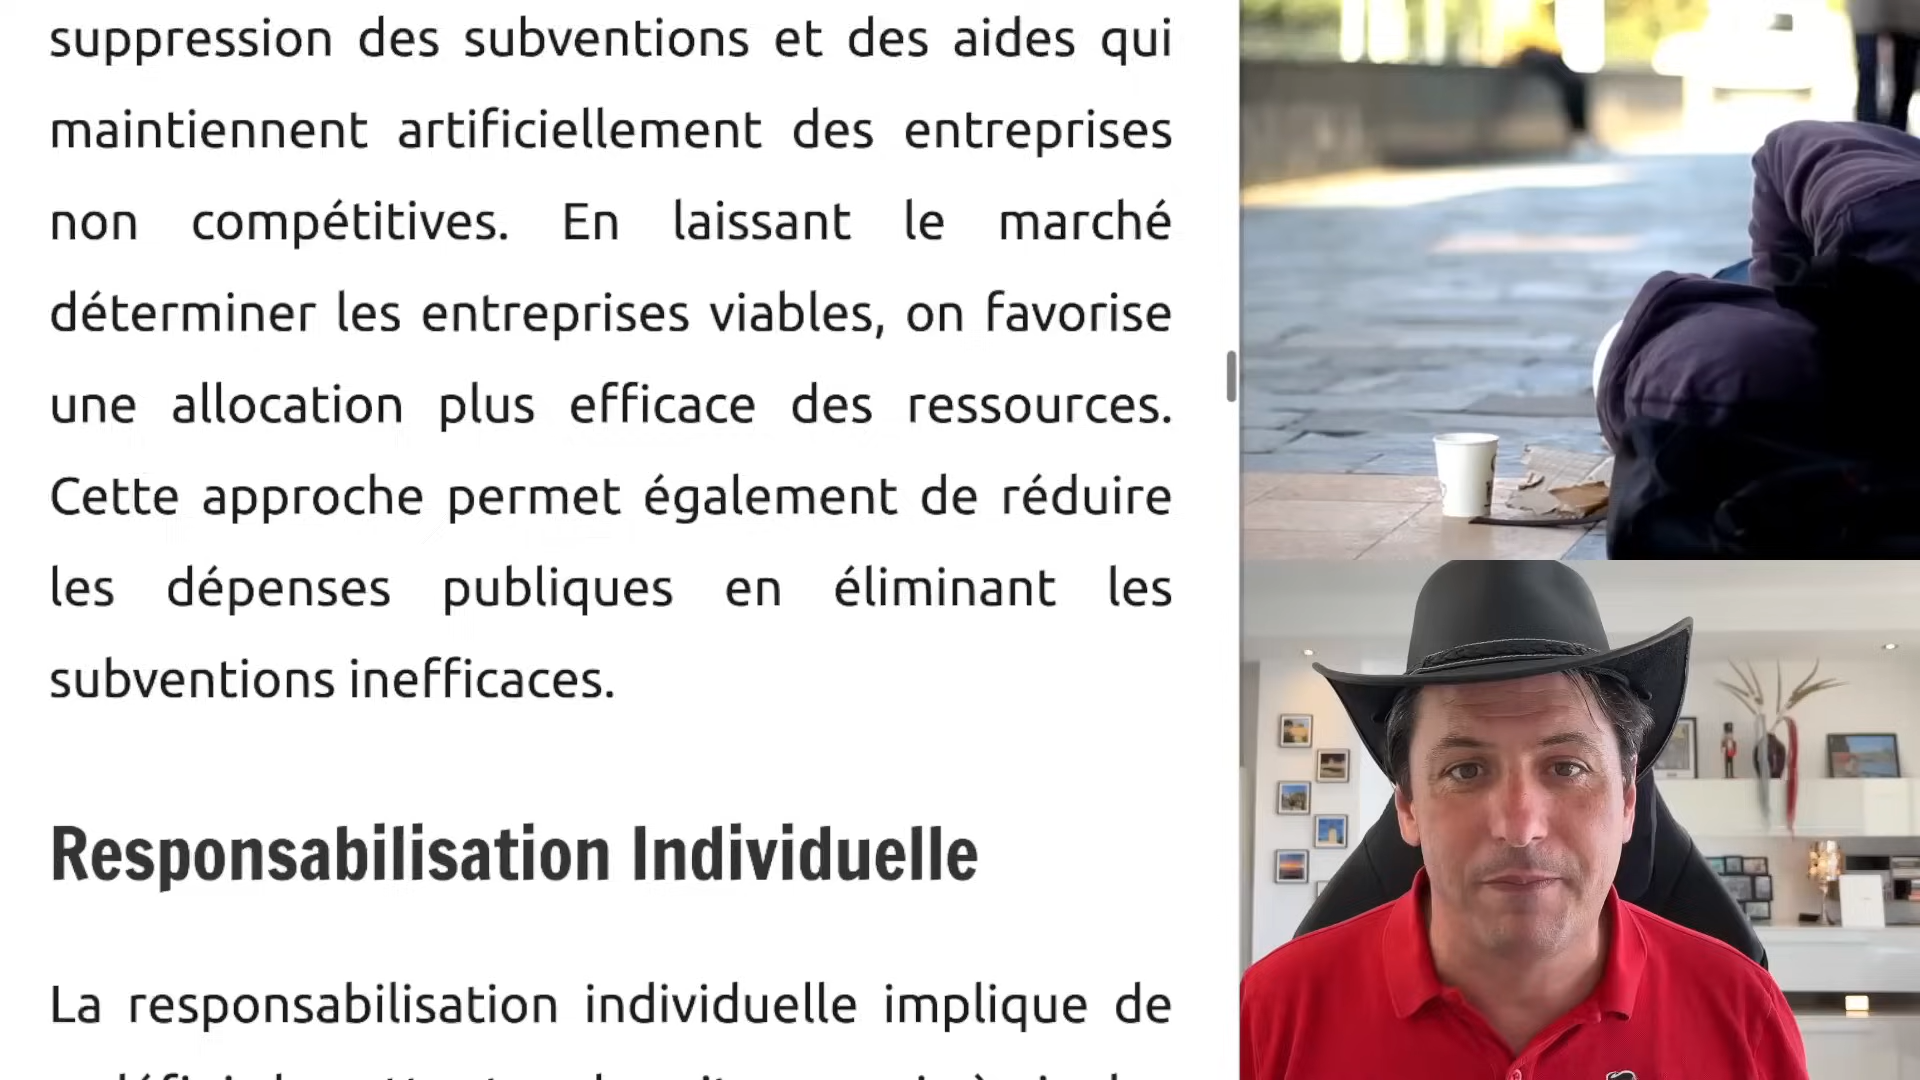 suppression des subventions et des aides qui
maintiennent artificiellement des entreprises
non compétitives. En laissant le marché
déterminer les entreprises viables, on favorise
une allocation plus efficace des ressources.
Cette approche permet également de réduire
les dépenses publiques en éliminant les
subventions inefficaces.
Responsabilisation Individuelle
La responsabilisation individuelle implique de